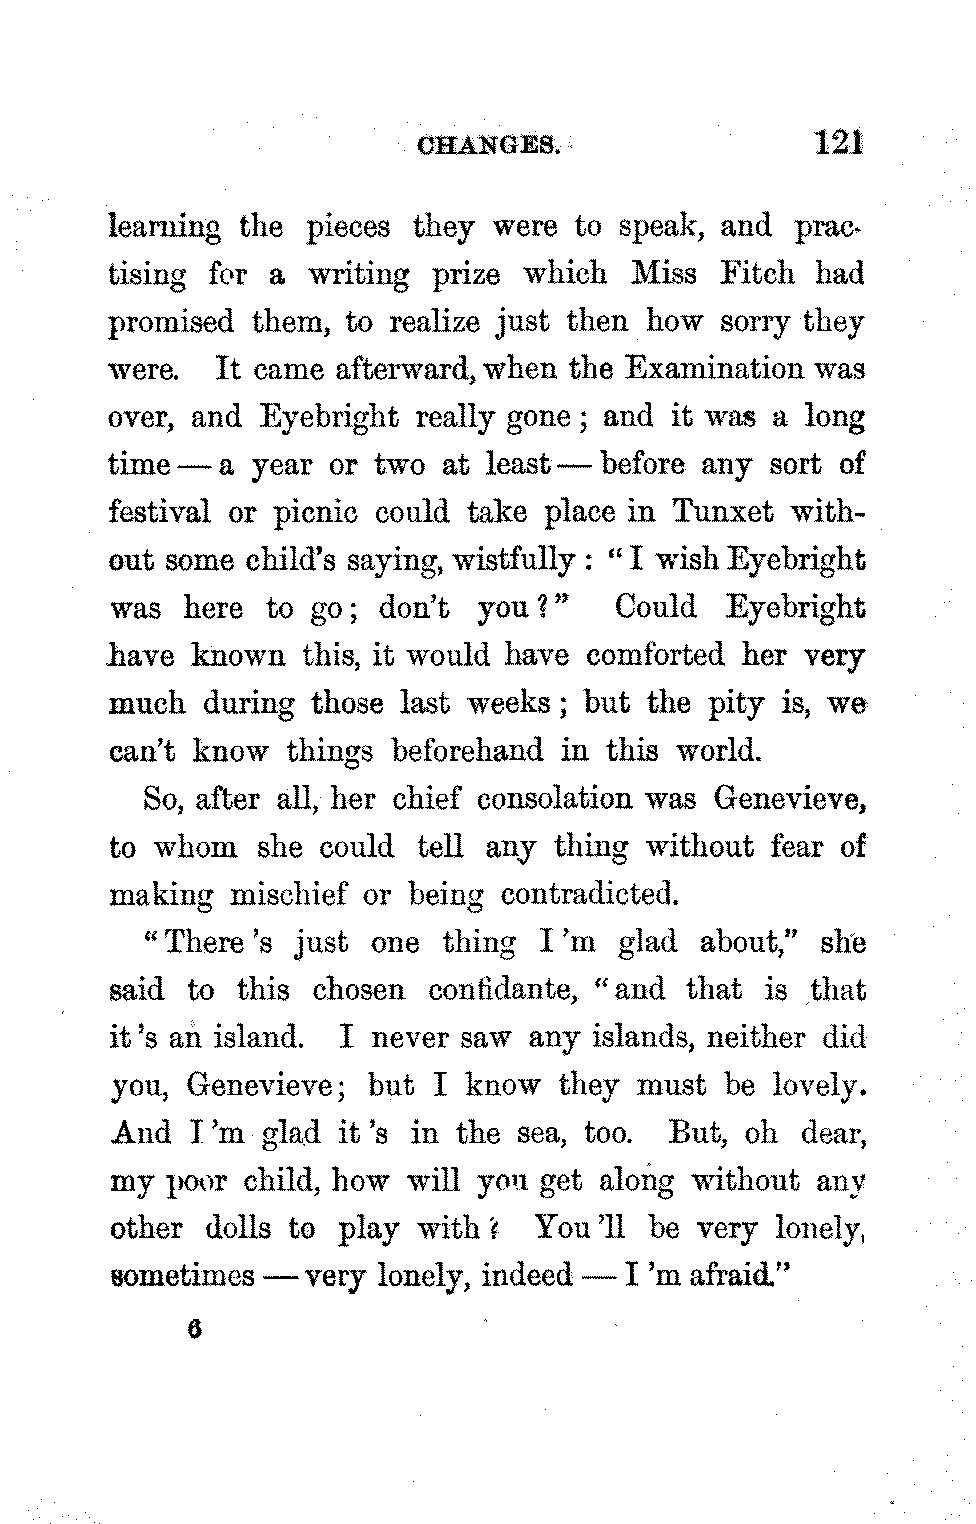 CHANGES. 121
learning the pieces they were to speak, and prac-
tising for a writing prize which Miss Fitch had
promised them, to realize just then how sorry they
were. It came afterward, when the Examination was
over, and Eyebright really gone; and it was a long
time — a year or two at least — before any sort of
festival or picnic could take place in Tunxet with-
out some child's saying, wistfully: "I wish Eyebright
was here to go; don't you?" Could Eyebright
have known this, it would have comforted her very
much during those last weeks; but the pity is, we
can't know things beforehand in this world.
So, after all, her chief consolation was Genevieve,
to whom she could tell any thing without fear of
making mischief or being contradicted.
"There 's just one thing I 'm glad about," she
said to this chosen confidante, "and that is that
it 's an island. I never saw any islands, neither did
you, Genevieve; but I know they must be lovely.
And I 'm glad it 's in the sea, too. But, oh dear,
my poor child, how will you get along without any
other dolls to play with? You 'll be very lonely,
sometimes — very lonely, indeed — I 'm afraid."
6